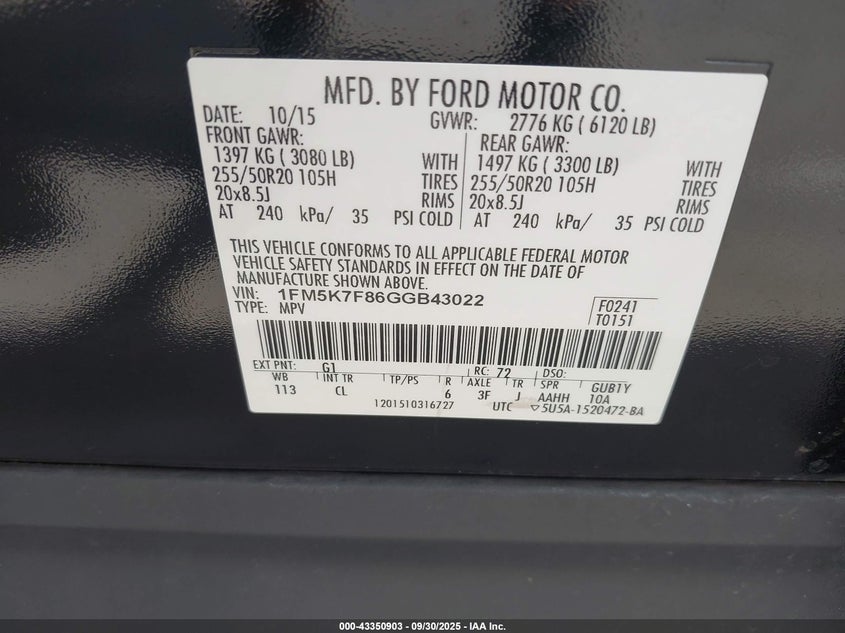 MFD. BY FORD MOTOR CO.
DATE: 10/15 GVWR: 2776 KG ( 6120 LB)
FRONT GAWR: REAR GAWR:
1397 KG ( 3080 LB) WITH 1497 KG ( 3300 LB) WITH
255/50R20 105H TIRES 255/50R20 105H TIRES
20x8.5J RIMS 20x8.5J RIMS
AT 240 kPa/ 35 PSI COLD AT 240 kPa/ 35 PSI COLD
THIS VEHICLE CONFORMS TO ALL APPLICABLE FEDERAL MOTOR
VEHICLE SAFETY STANDARDS IN EFFECT ON THE DATE OF
MANUFACTURE SHOWN ABOVE.
VIN: 1FM5K7F86GGB43022 F0241
TYPE: MPV T0151
EXT PNT: G1 RC: 72 DSO:
WB INT TR TP/PS R AXLE TR SPR GUB1Y
113 CL 6 3F J AAHH 10A
1201510316727 UTC ▽5U5A-1520472-BA
000-43350903 — 09/30/2025 — IAA Inc.